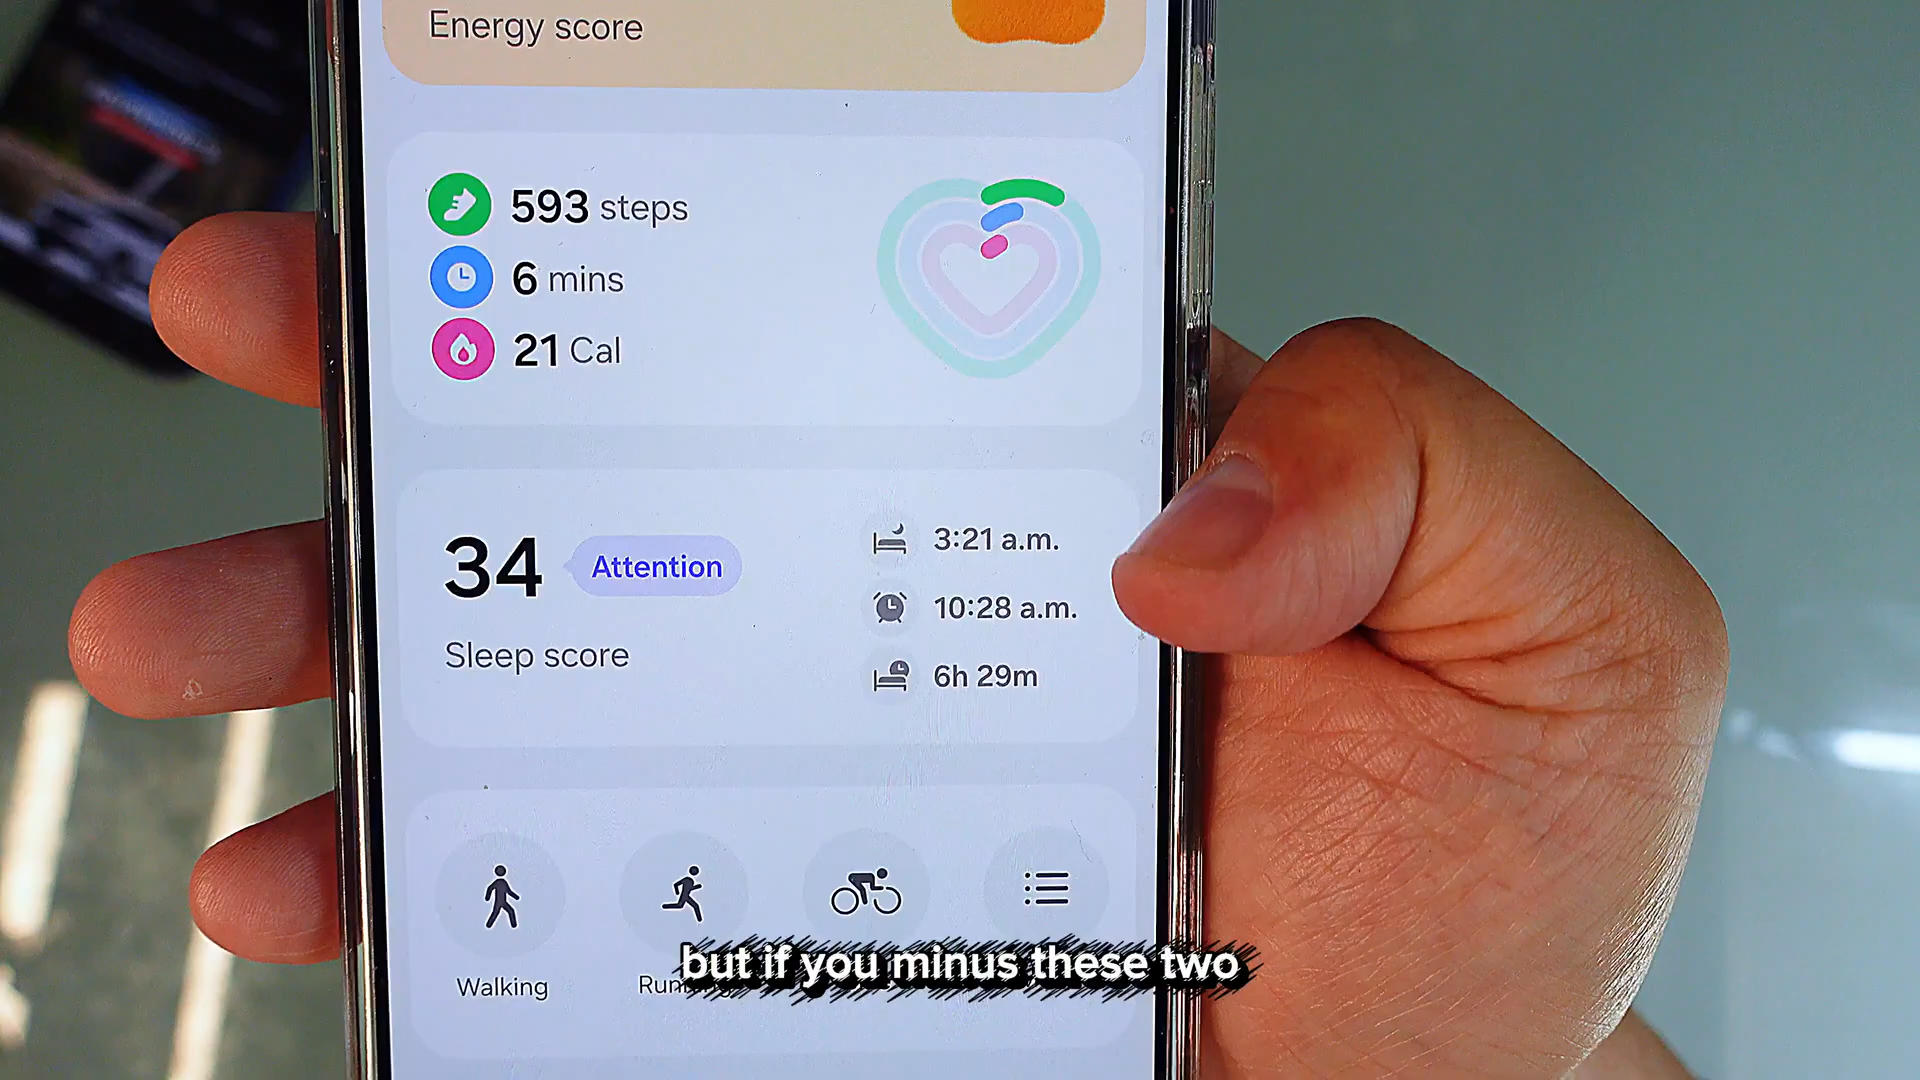 Energy score
593 steps
6 mins
21 Cal
34 Attention
Sleep score
3:21 a.m.
10:28 a.m.
6h 29m
Walking
but if you minus these two